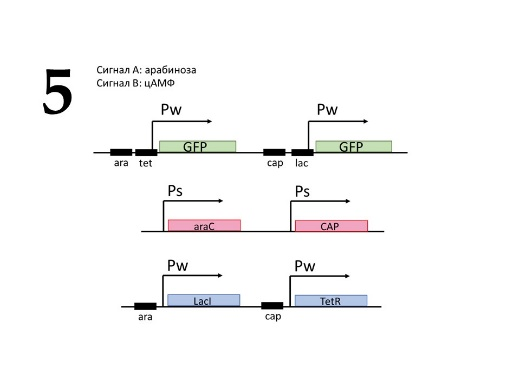 5
Сигнал А: арабиноза
Сигнал В: цАМФ
Pw Pw
GFP GFP
ara tet cap lac
Ps Ps
araC CAP
Pw Pw
LacI TetR
ara cap